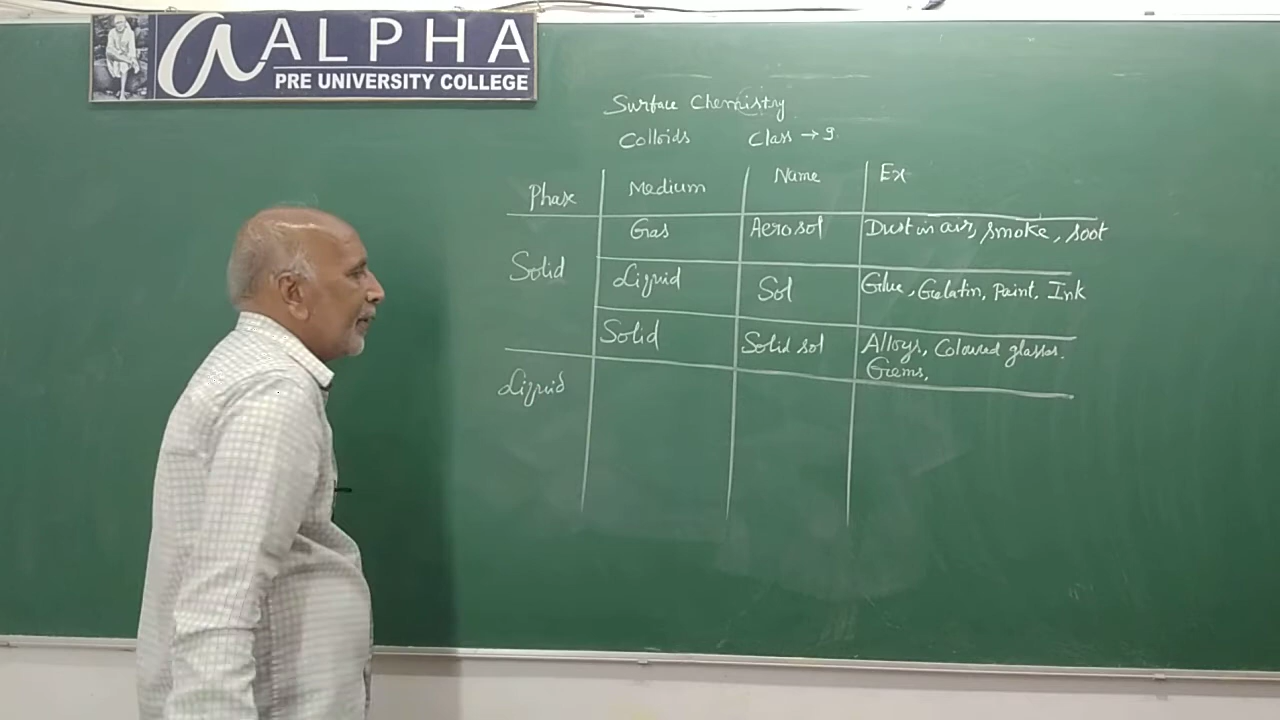 a ALPHA
PRE UNIVERSITY COLLEGE
Surface Chemistry
Colloids Class → 9
Phase Medium Name Ex
Solid Gas Aerosol Dust in air, smoke, soot
Liquid Sol Glue, Gelatin, Paint, Ink
Solid Solid sol Alloys, Coloured glasses.
Gems,
Liquid